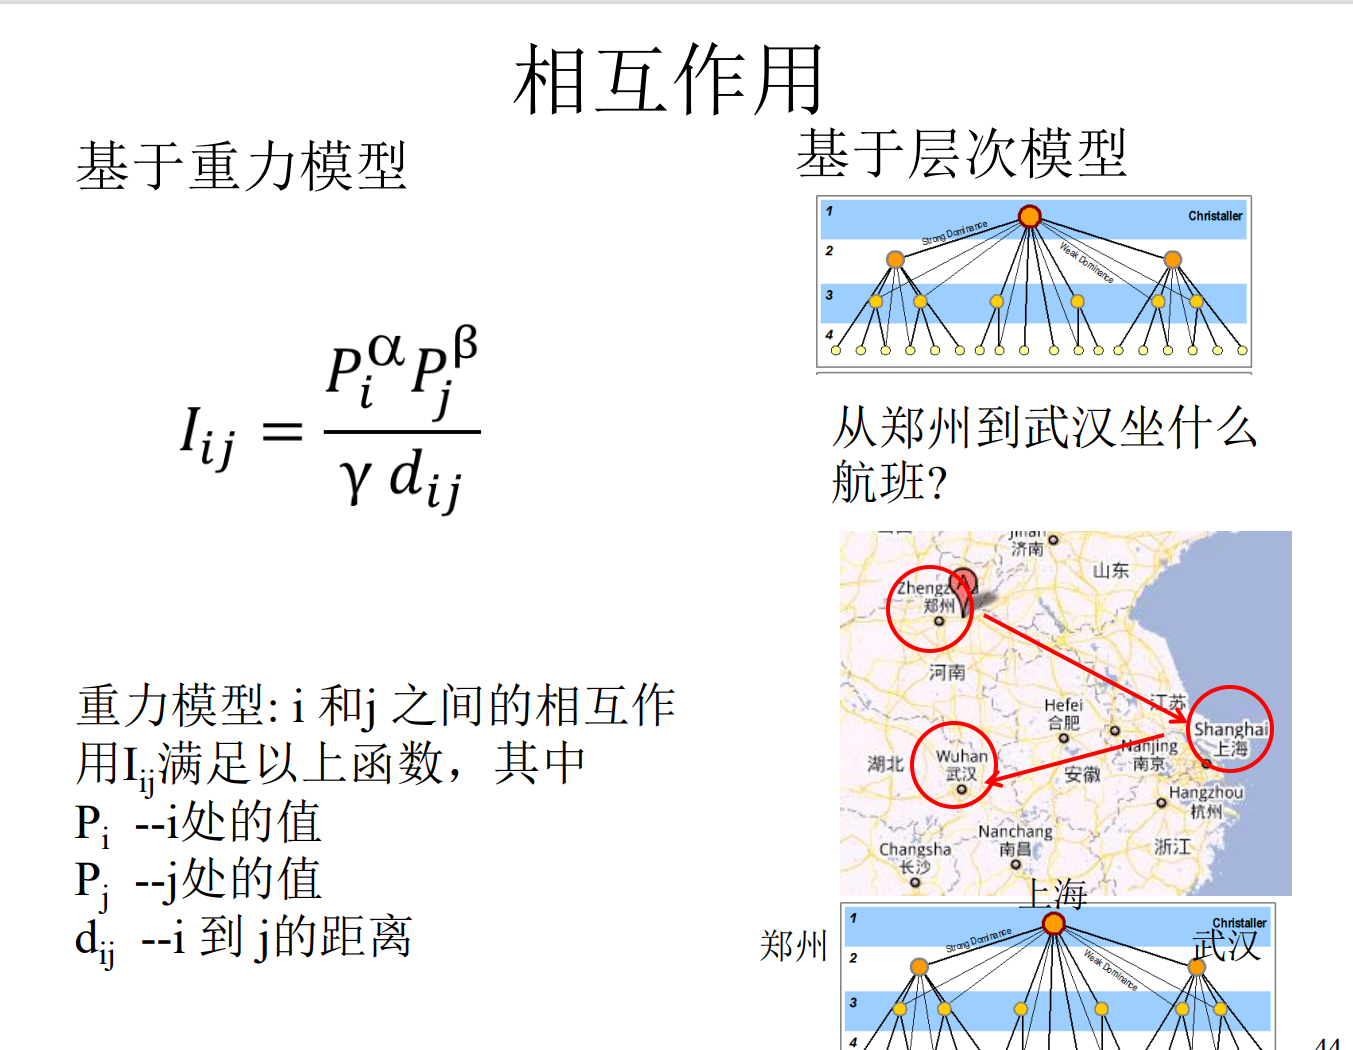 相互作用
基于重力模型
I_{ij} = \frac{P_i^α P_j^β}{γ d_{ij}}
重力模型: i 和j 之间的相互作
用I_{ij}满足以上函数，其中
P_i --i处的值
P_j --j处的值
d_{ij} --i 到 j的距离
基于层次模型
1
Christaller
Strong Dominance
2
Weak Dominance
3
4
从郑州到武汉坐什么
航班?
济南
山东
A
郑州
河南
江苏
Hefei
合肥
Shanghai
上海
Nanjing
南京
Wuhan
武汉
湖北
安徽
Hangzhou
杭州
Nanchang
南昌
Changsha
长沙
浙江
上海
1
Christaller
郑州
武汉
Strong Dominance
2
Weak Dominance
3
4
44